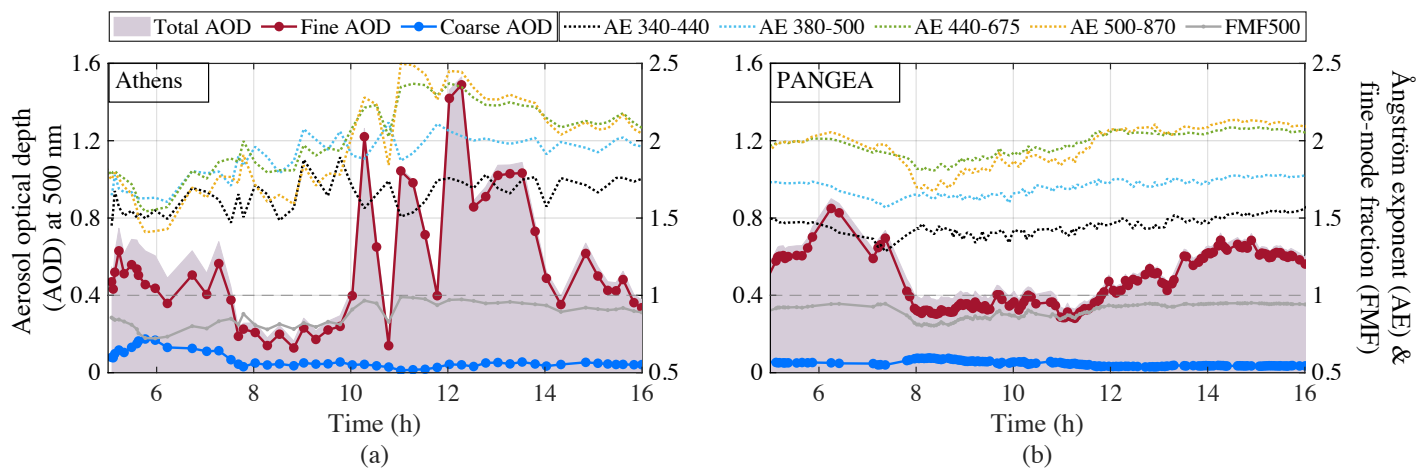 Total AOD Fine AOD Coarse AOD AE 340-440 AE 380-500 AE 440-675 AE 500-870 FMF500
Athens
PANGEA
Aerosol optical depth
(AOD) at 500 nm
1.6
1.2
0.8
0.4
0
2.5
2
1.5
1
0.5
6 8 10 12 14 16
Time (h)
(a)
1.6
1.2
0.8
0.4
0
2.5
2
1.5
1
0.5
6 8 10 12 14 16
Time (h)
(b)
Ångström exponent (AE) &
fine-mode fraction (FMF)